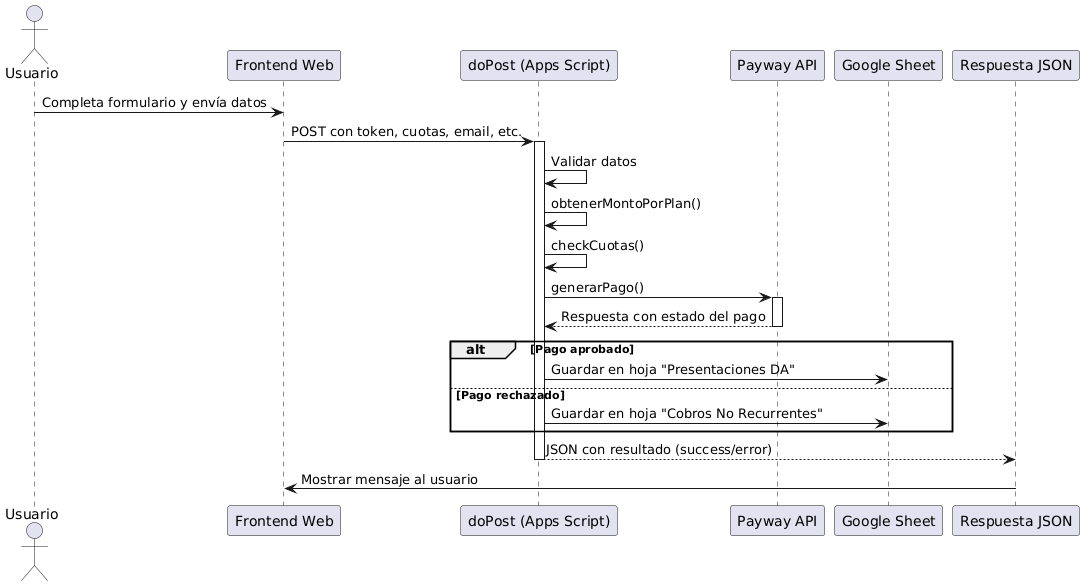 Usuario
Frontend Web
doPost (Apps Script)
Payway API
Google Sheet
Respuesta JSON
Completa formulario y envía datos
POST con token, cuotas, email, etc.
Validar datos
obtenerMontoPorPlan()
checkCuotas()
generarPago()
Respuesta con estado del pago
alt
[Pago aprobado]
Guardar en hoja "Presentaciones DA"
[Pago rechazado]
Guardar en hoja "Cobros No Recurrentes"
JSON con resultado (success/error)
Mostrar mensaje al usuario
Usuario
Frontend Web
doPost (Apps Script)
Payway API
Google Sheet
Respuesta JSON